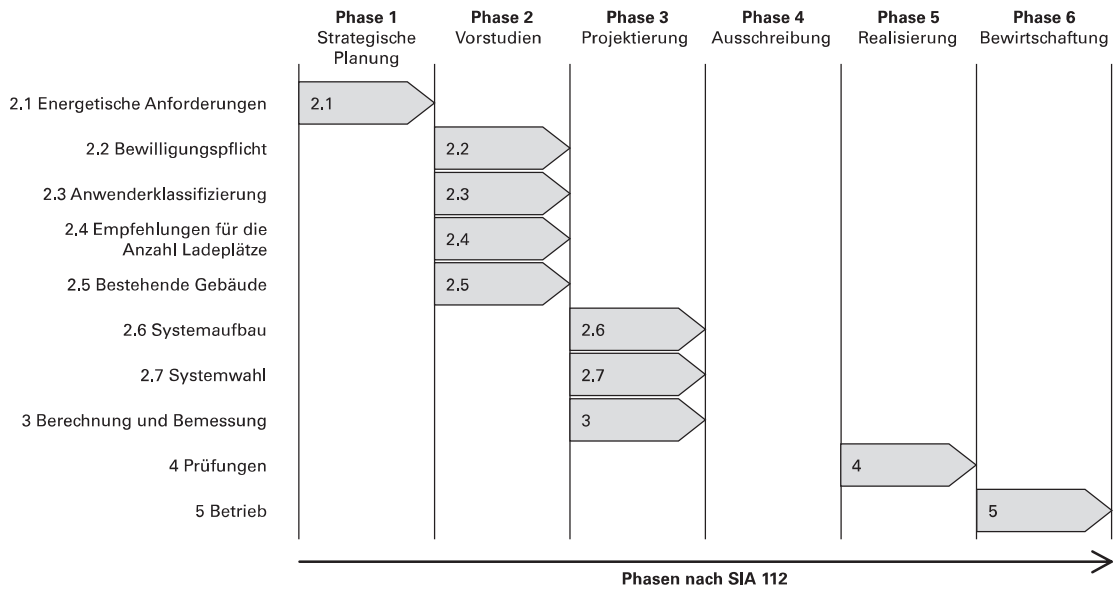 Phase 1
Strategische
Planung
Phase 2
Vorstudien
Phase 3
Projektierung
Phase 4
Ausschreibung
Phase 5
Realisierung
Phase 6
Bewirtschaftung
2.1 Energetische Anforderungen
2.1
2.2 Bewilligungspflicht
2.2
2.3 Anwenderklassifizierung
2.3
2.4 Empfehlungen für die
Anzahl Ladeplätze
2.4
2.5 Bestehende Gebäude
2.5
2.6 Systemaufbau
2.6
2.7 Systemwahl
2.7
3 Berechnung und Bemessung
3
4 Prüfungen
4
5 Betrieb
5
Phasen nach SIA 112